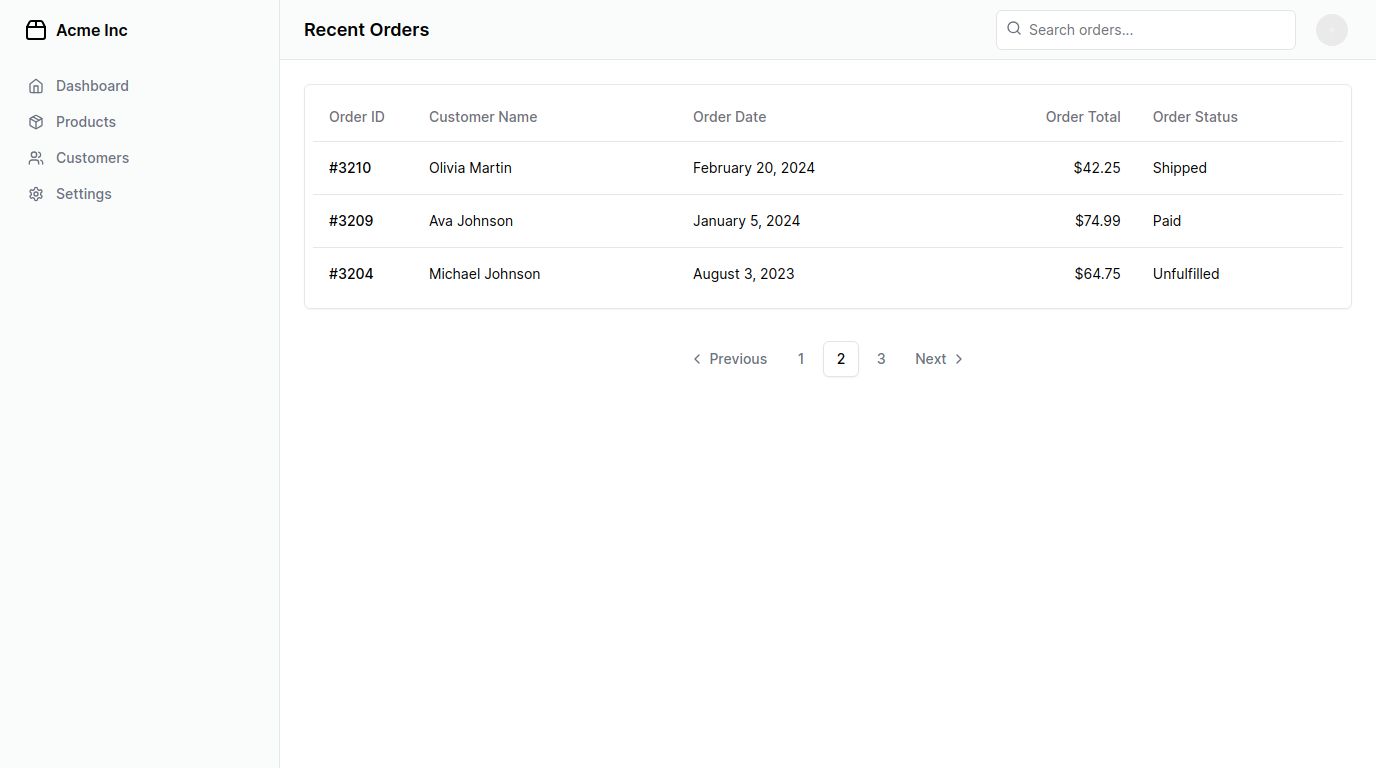 Acme Inc
Dashboard
Products
Customers
Settings
Recent Orders
Search orders...
Order ID Customer Name Order Date Order Total Order Status
#3210 Olivia Martin February 20, 2024 $42.25 Shipped
#3209 Ava Johnson January 5, 2024 $74.99 Paid
#3204 Michael Johnson August 3, 2023 $64.75 Unfulfilled
Previous 1 2 3 Next